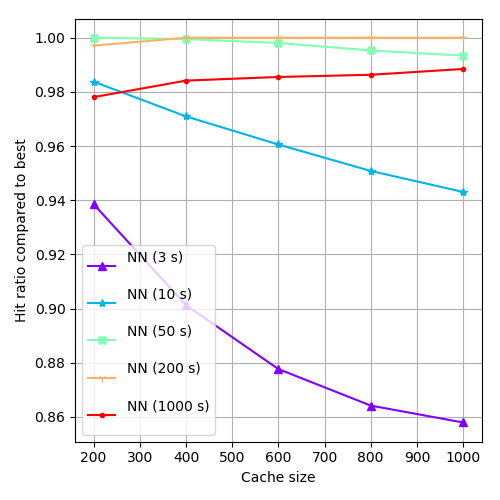 1.00
0.98
0.96
0.94
0.92
0.90
0.88
0.86
Hit ratio compared to best
NN (3 s)
NN (10 s)
NN (50 s)
NN (200 s)
NN (1000 s)
200 300 400 500 600 700 800 900 1000
Cache size